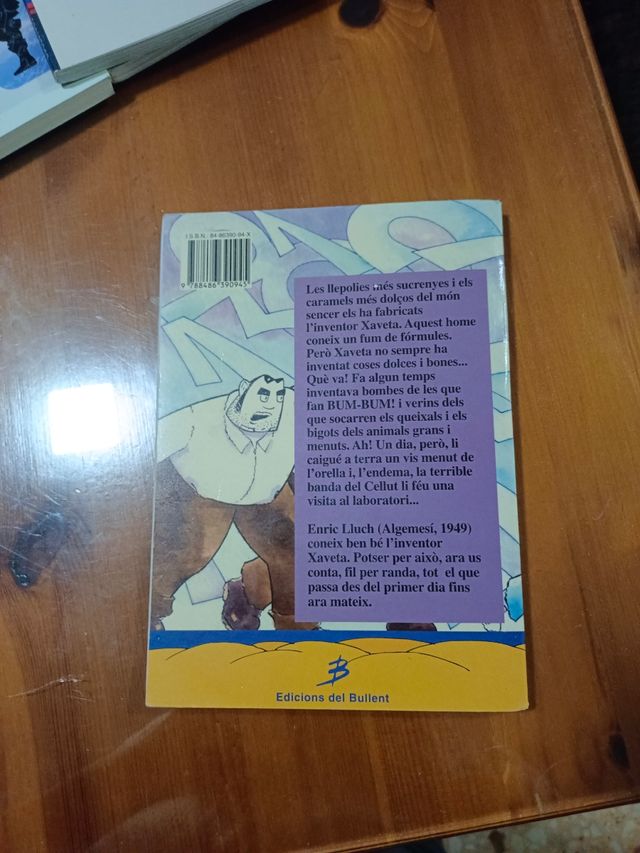 I.S.B.N.: 84-86390-94-X
9 788486 390945
Les llepolies més sucrenyes i els
caramels més dolços del món
sencer els ha fabricats
l'inventor Xaveta. Aquest home
coneix un fum de fórmules.
Però Xaveta no sempre ha
inventat coses dolces i bones...
Què va! Fa algun temps
inventava bombes de les que
fan BUM-BUM! i verins dels
que socarren els queixals i els
bigots dels animals grans i
menuts. Ah! Un dia, però, li
caigué a terra un vis menut de
l'orella i, l'endema, la terrible
banda del Cellut li féu una
visita al laboratori...
Enric Lluch (Algemesí, 1949)
coneix ben bé l'inventor
Xaveta. Potser per això, ara us
conta, fil per randa, tot el que
passa des del primer dia fins
ara mateix.
B
Edicions del Bullent